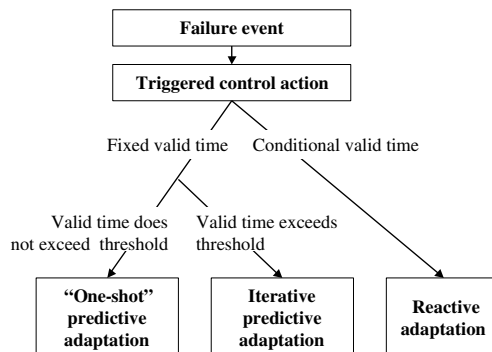 Failure event
Triggered control action
Fixed valid time
Conditional valid time
Valid time does
not exceed threshold
Valid time exceeds
threshold
“One-shot”
predictive
adaptation
Iterative
predictive
adaptation
Reactive
adaptation